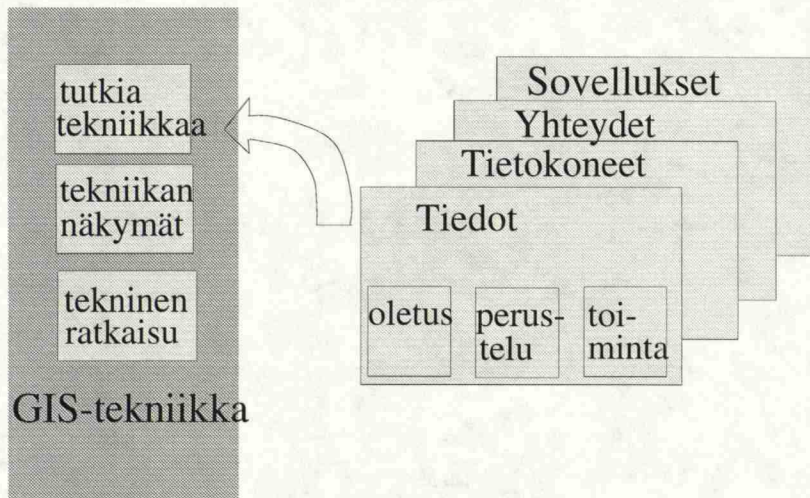 tutkia
tekniikkaa
tekniikan
näkymät
tekninen
ratkaisu
GIS-tekniikka
Sovellukset
Yhteydet
Tietokoneet
Tiedot
oletus
perus-
telu
toi-
minta